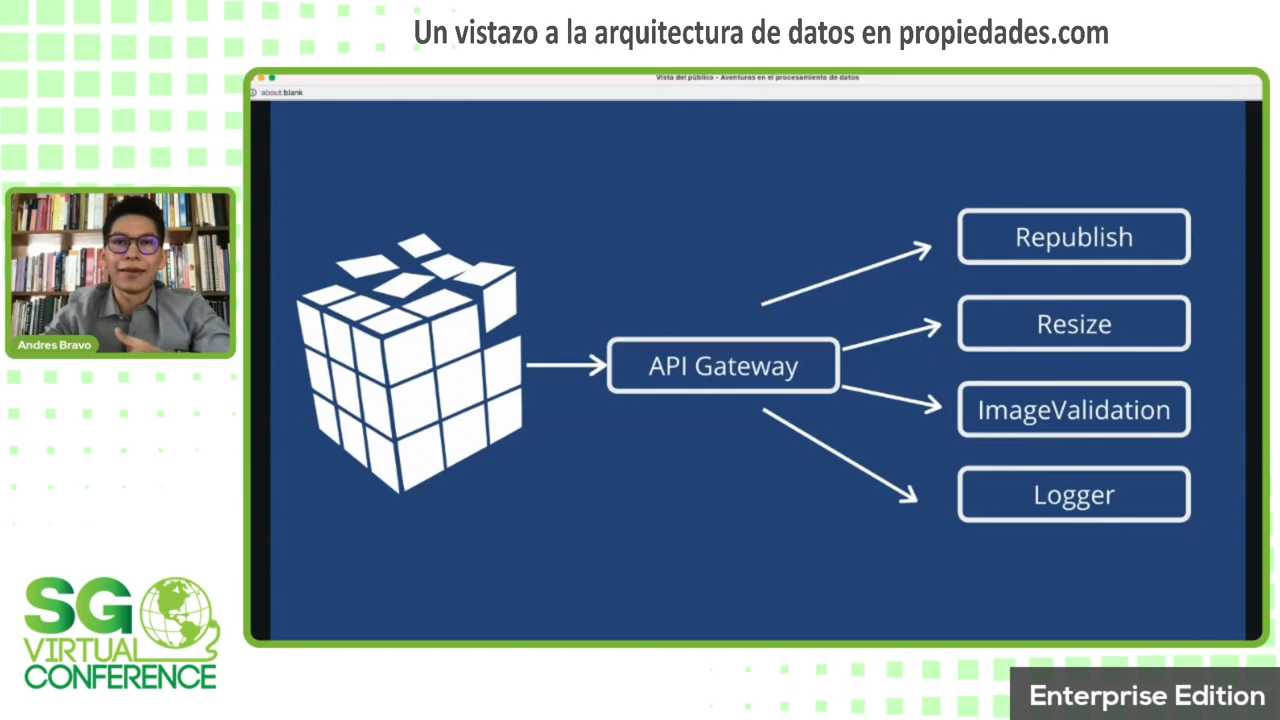 Un vistazo a la arquitectura de datos en propiedades.com
Vista del público - Aventuras en el procesamiento de datos
about:blank
Republish
Resize
API Gateway
ImageValidation
Logger
Andres Bravo
SG
VIRTUAL
CONFERENCE
Enterprise Edition